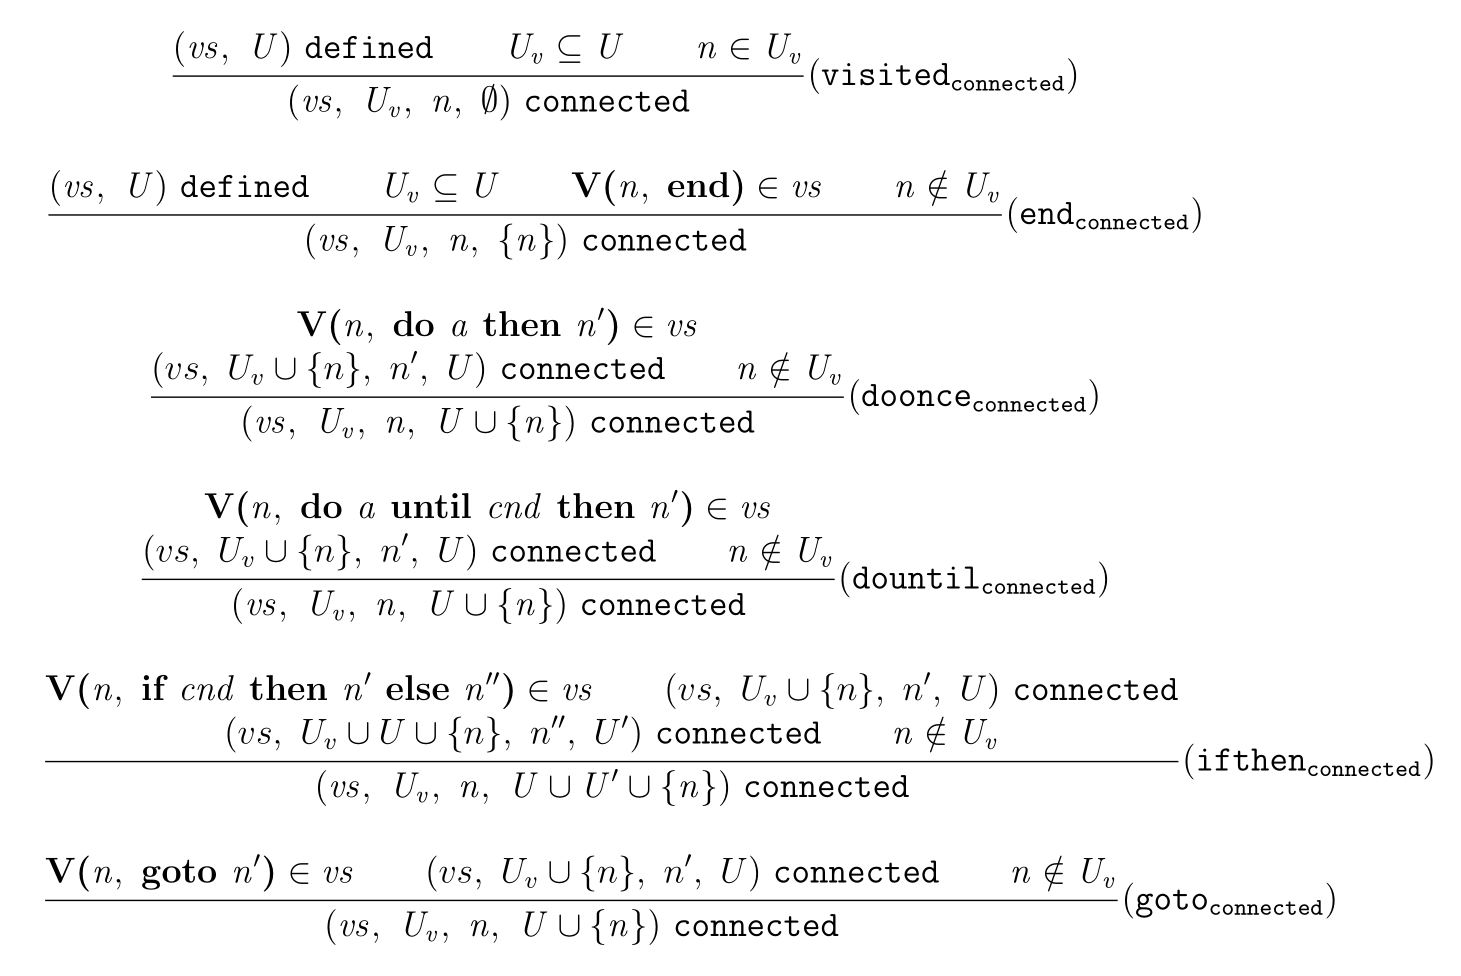 (vs, U) defined U_v ⊆ U n ∈ U_v
(visited_connected)
(vs, U_v, n, ∅) connected
(vs, U) defined U_v ⊆ U V(n, end) ∈ vs n ∉ U_v
(end_connected)
(vs, U_v, n, {n}) connected
V(n, do a then n′) ∈ vs
(vs, U_v ∪ {n}, n′, U) connected n ∉ U_v
(doonce_connected)
(vs, U_v, n, U ∪ {n}) connected
V(n, do a until cnd then n′) ∈ vs
(vs, U_v ∪ {n}, n′, U) connected n ∉ U_v
(dountil_connected)
(vs, U_v, n, U ∪ {n}) connected
V(n, if cnd then n′ else n″) ∈ vs (vs, U_v ∪ {n}, n′, U) connected
(vs, U_v ∪ U ∪ {n}, n″, U′) connected n ∉ U_v
(ifthen_connected)
(vs, U_v, n, U ∪ U′ ∪ {n}) connected
V(n, goto n′) ∈ vs (vs, U_v ∪ {n}, n′, U) connected n ∉ U_v
(goto_connected)
(vs, U_v, n, U ∪ {n}) connected